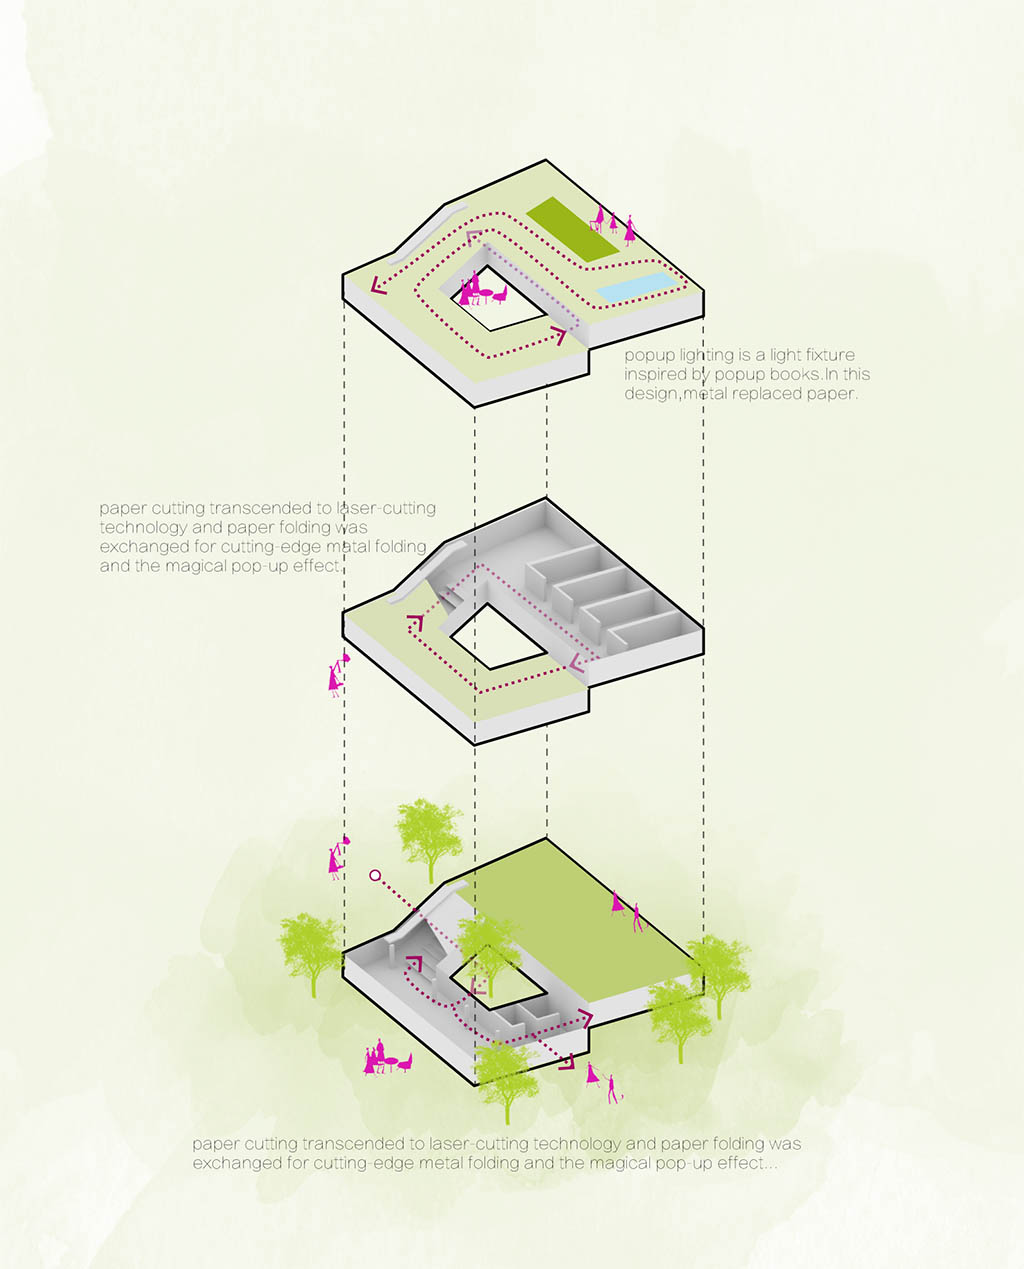 popup lighting is a light fixture
inspired by popup books.In this
design,metal replaced paper.
paper cutting transcended to laser-cutting
technology and paper folding was
exchanged for cutting-edge matal folding
and the magical pop-up effect.
paper cutting transcended to laser-cutting technology and paper folding was
exchanged for cutting-edge metal folding and the magical pop-up effect...